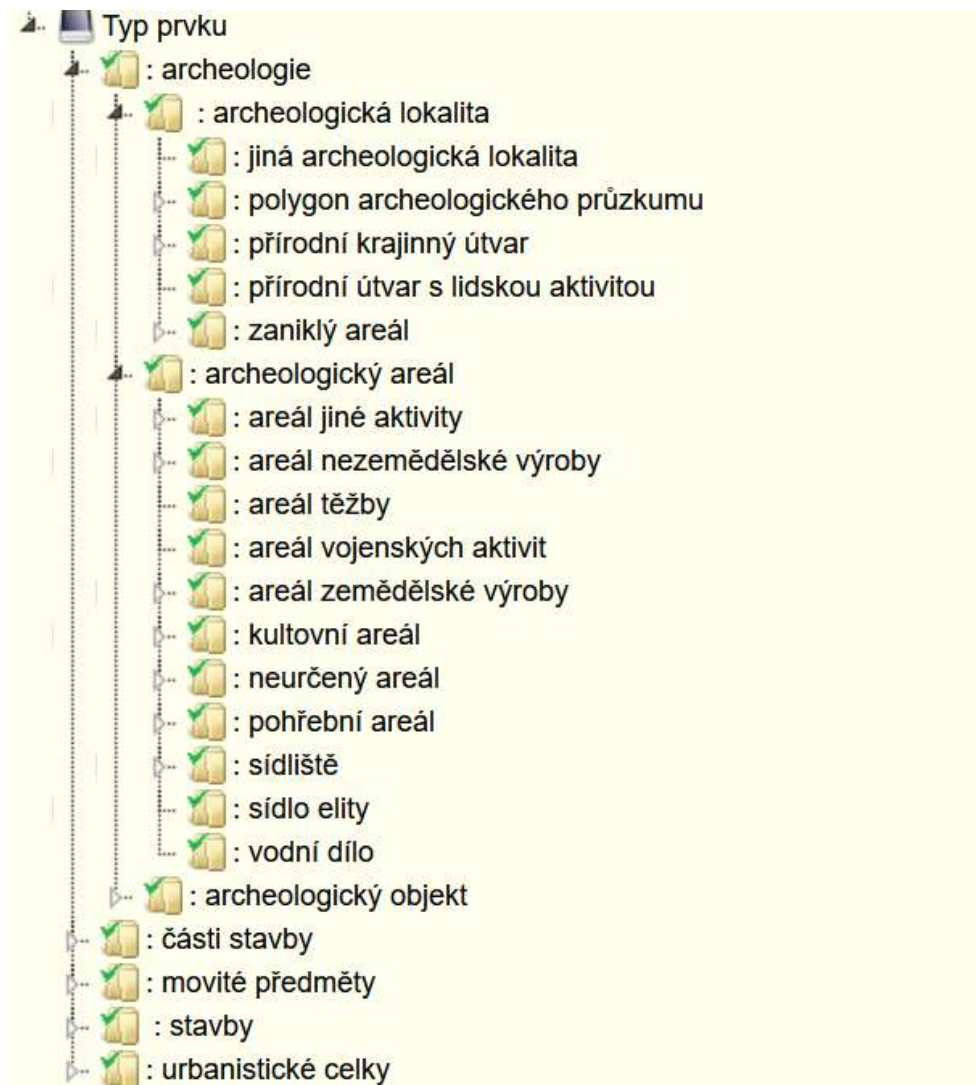 Typ prvku
: archeologie
: archeologická lokalita
: jiná archeologická lokalita
: polygon archeologického průzkumu
: přírodní krajinný útvar
: přírodní útvar s lidskou aktivitou
: zaniklý areál
: archeologický areál
: areál jiné aktivity
: areál nezemědělské výroby
: areál těžby
: areál vojenských aktivit
: areál zemědělské výroby
: kultovní areál
: neurčený areál
: pohřební areál
: sídliště
: sídlo elity
: vodní dílo
: archeologický objekt
: části stavby
: movité předměty
: stavby
: urbanistické celky